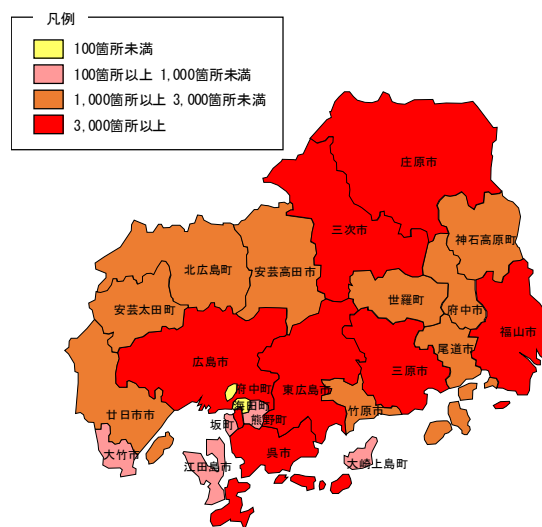 凡例
100箇所未満
100箇所以上 1,000箇所未満
1,000箇所以上 3,000箇所未満
3,000箇所以上
庄原市
三次市
神石高原町
北広島町
安芸高田市
世羅町
安芸太田町
府中市
福山市
尾道市
広島市
三原市
府中町
東広島市
海田町
竹原市
廿日市市
熊野町
坂町
呉市
大竹市
江田島市
大崎上島町